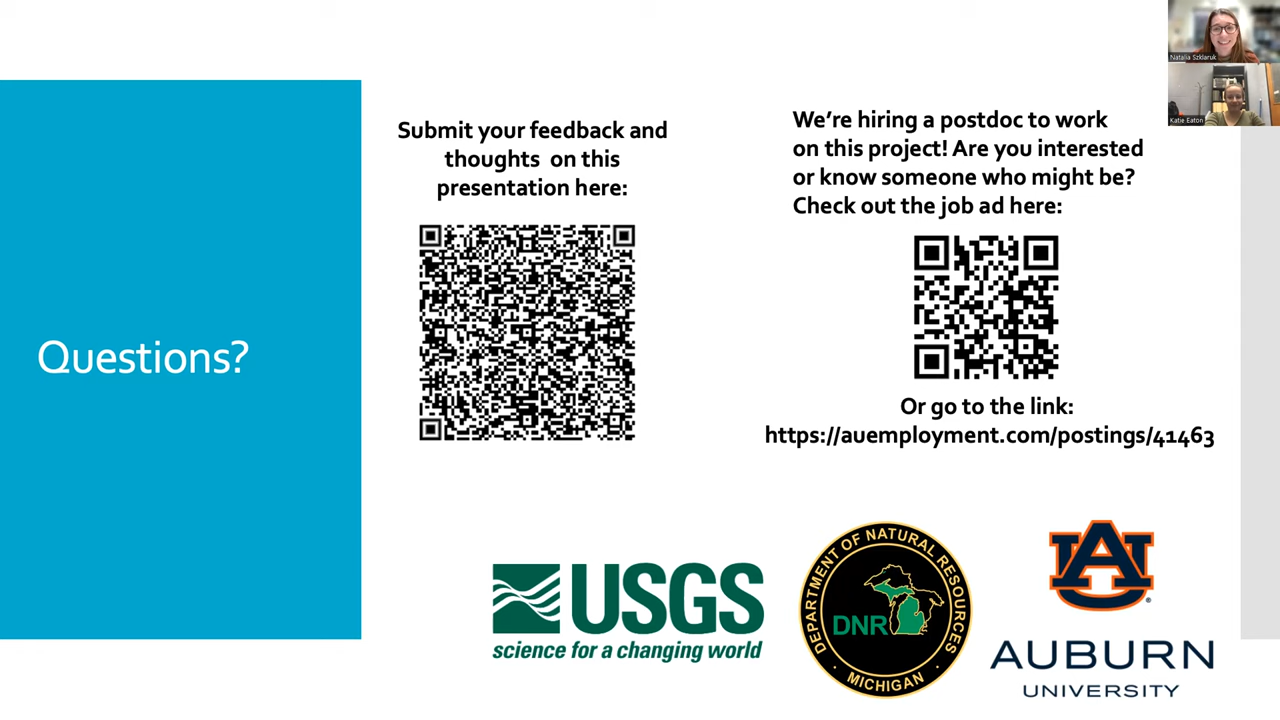 Natalia Szklaruk
Katie Eaton
Questions?
Submit your feedback and
thoughts on this
presentation here:
We're hiring a postdoc to work
on this project! Are you interested
or know someone who might be?
Check out the job ad here:
Or go to the link:
https://auemployment.com/postings/41463
USGS
science for a changing world
DEPARTMENT OF NATURAL RESOURCES
DNR
· MICHIGAN ·
AU
®
AUBURN
UNIVERSITY